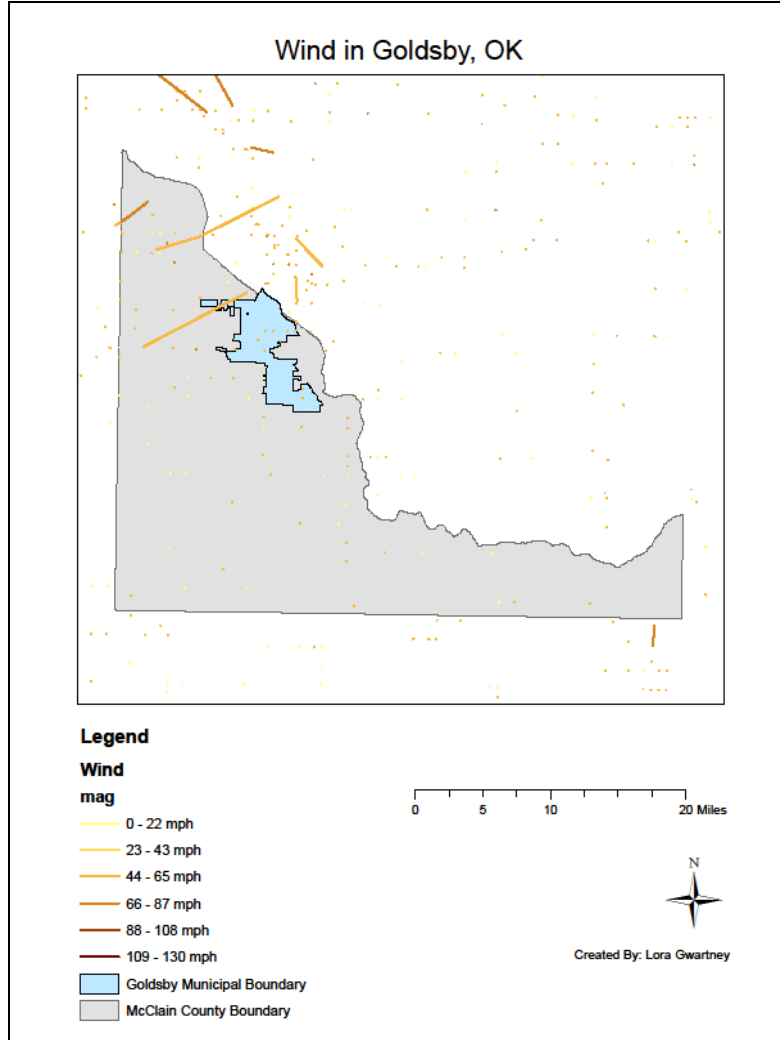 Wind in Goldsby, OK
Legend
Wind
mag
0 - 22 mph
23 - 43 mph
44 - 65 mph
66 - 87 mph
88 - 108 mph
109 - 130 mph
Goldsby Municipal Boundary
McClain County Boundary
0 5 10 20 Miles
N
Created By: Lora Gwartney